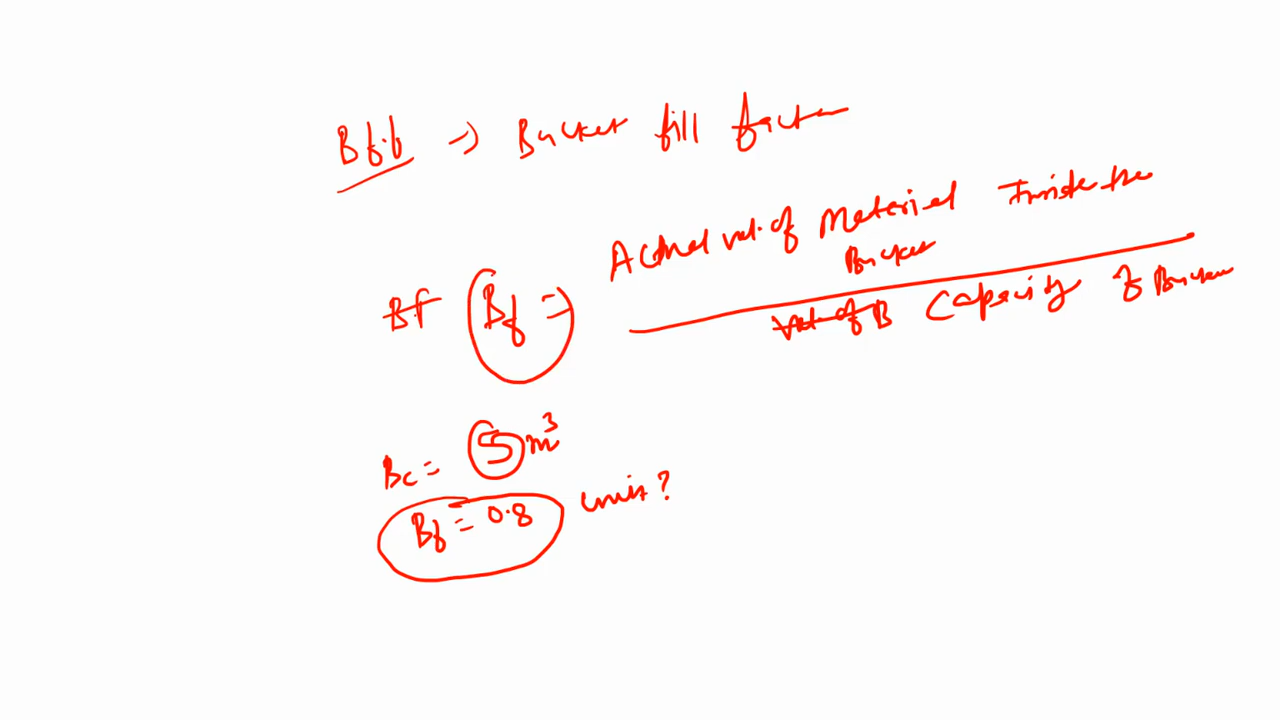 B f.f => Bucket fill factor
Actual vol. of Material Inside the
Bucket
BF Bf =
Vol of B Capacity of Bucket
Bc = 5 m³
Bf = 0.8 unit?